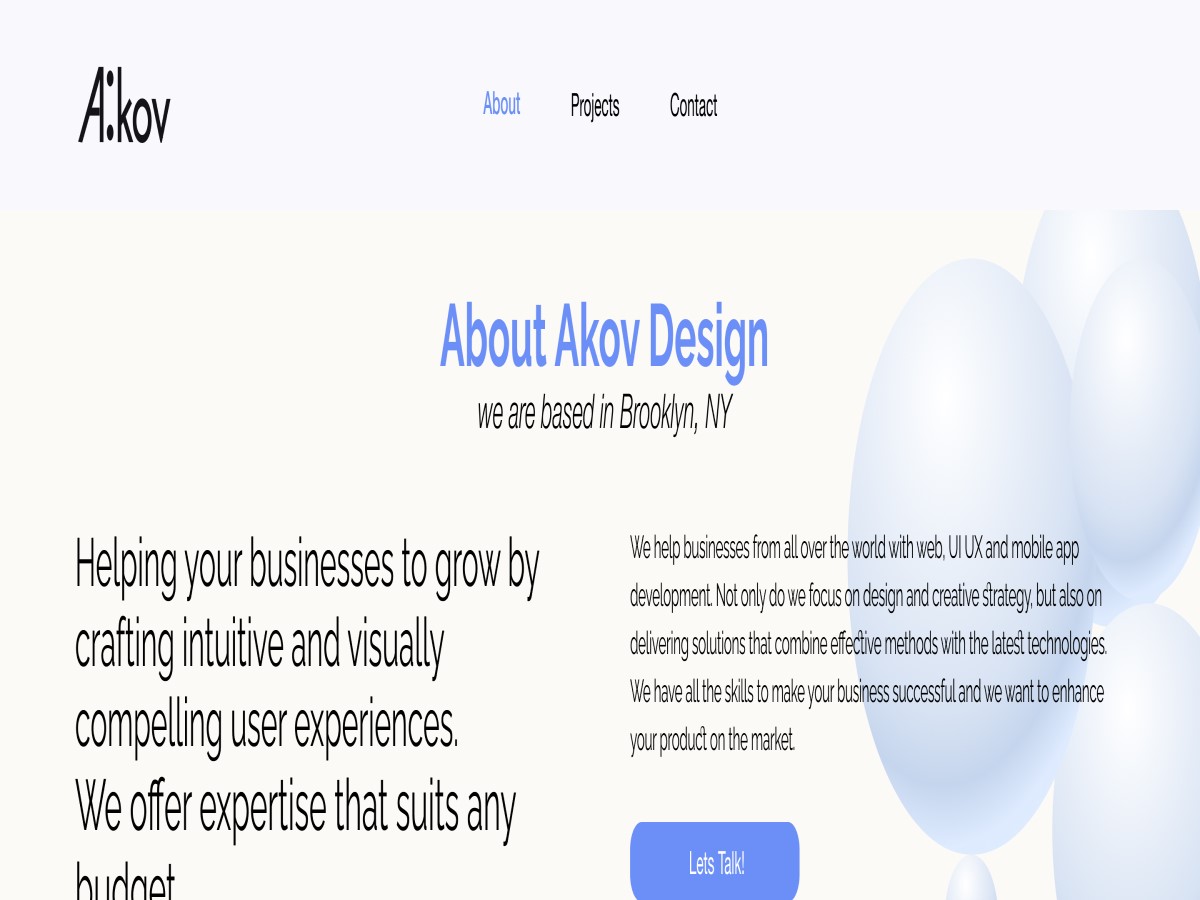 A:kov
About
Projects
Contact
About Akov Design
we are based in Brooklyn, NY
Helping your businesses to grow by
crafting intuitive and visually
compelling user experiences.
We offer expertise that suits any
budget
We help businesses from all over the world with web, UI UX and mobile app
development. Not only do we focus on design and creative strategy, but also on
delivering solutions that combine effective methods with the latest technologies.
We have all the skills to make your business successful and we want to enhance
your product on the market.
Lets Talk!